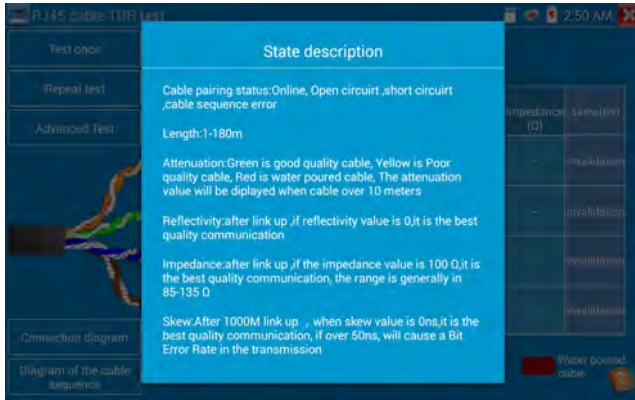 RJ45 cable TDR test
2:50 AM
Test once
Repeat test
Advanced Test
State description
Cable pairing status:Online, Open circuirt ,short circuirt
,cable sequence error
Length:1-180m
Attenuation:Green is good quality cable, Yellow is Poor
quality cable, Red is water poured cable, The attenuation
value will be diplayed when cable over 10 meters
Reflectivity:after link up ,if reflectivity value is 0,it is the best
quality communication
Impedance:after link up ,if the impedance value is 100 Ω,it is
the best quality communication, the range is generally in
85-135 Ω
Skew:After 1000M link up , when skew value is 0ns,it is the
best quality communication, if over 50ns, will cause a Bit
Error Rate in the transmission
Impedance
(Ω)
skew(ns)
--
invalidation
--
invalidation
invalidation
invalidation
Connection diagram
Diagram of the cable
sequence
Water poured
cable